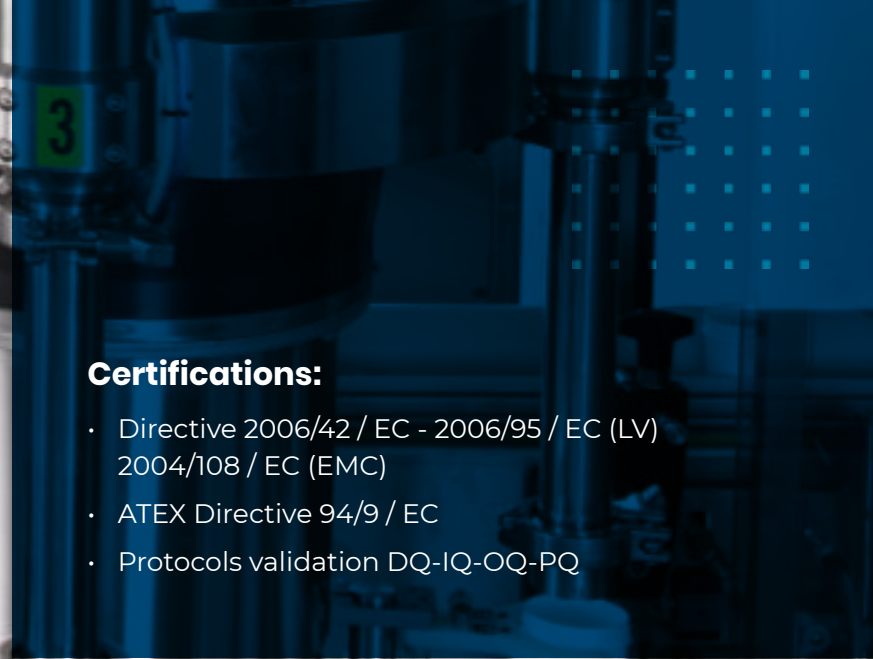 3
Certifications:
• Directive 2006/42 / EC - 2006/95 / EC (LV)
2004/108 / EC (EMC)
• ATEX Directive 94/9 / EC
• Protocols validation DQ-IQ-OQ-PQ